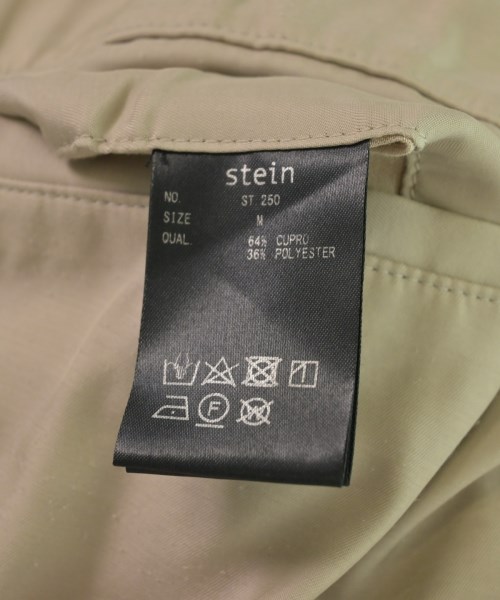 stein
NO. ST.250
SIZE M
QUAL. 64% CUPRO
36% POLYESTER
F
W